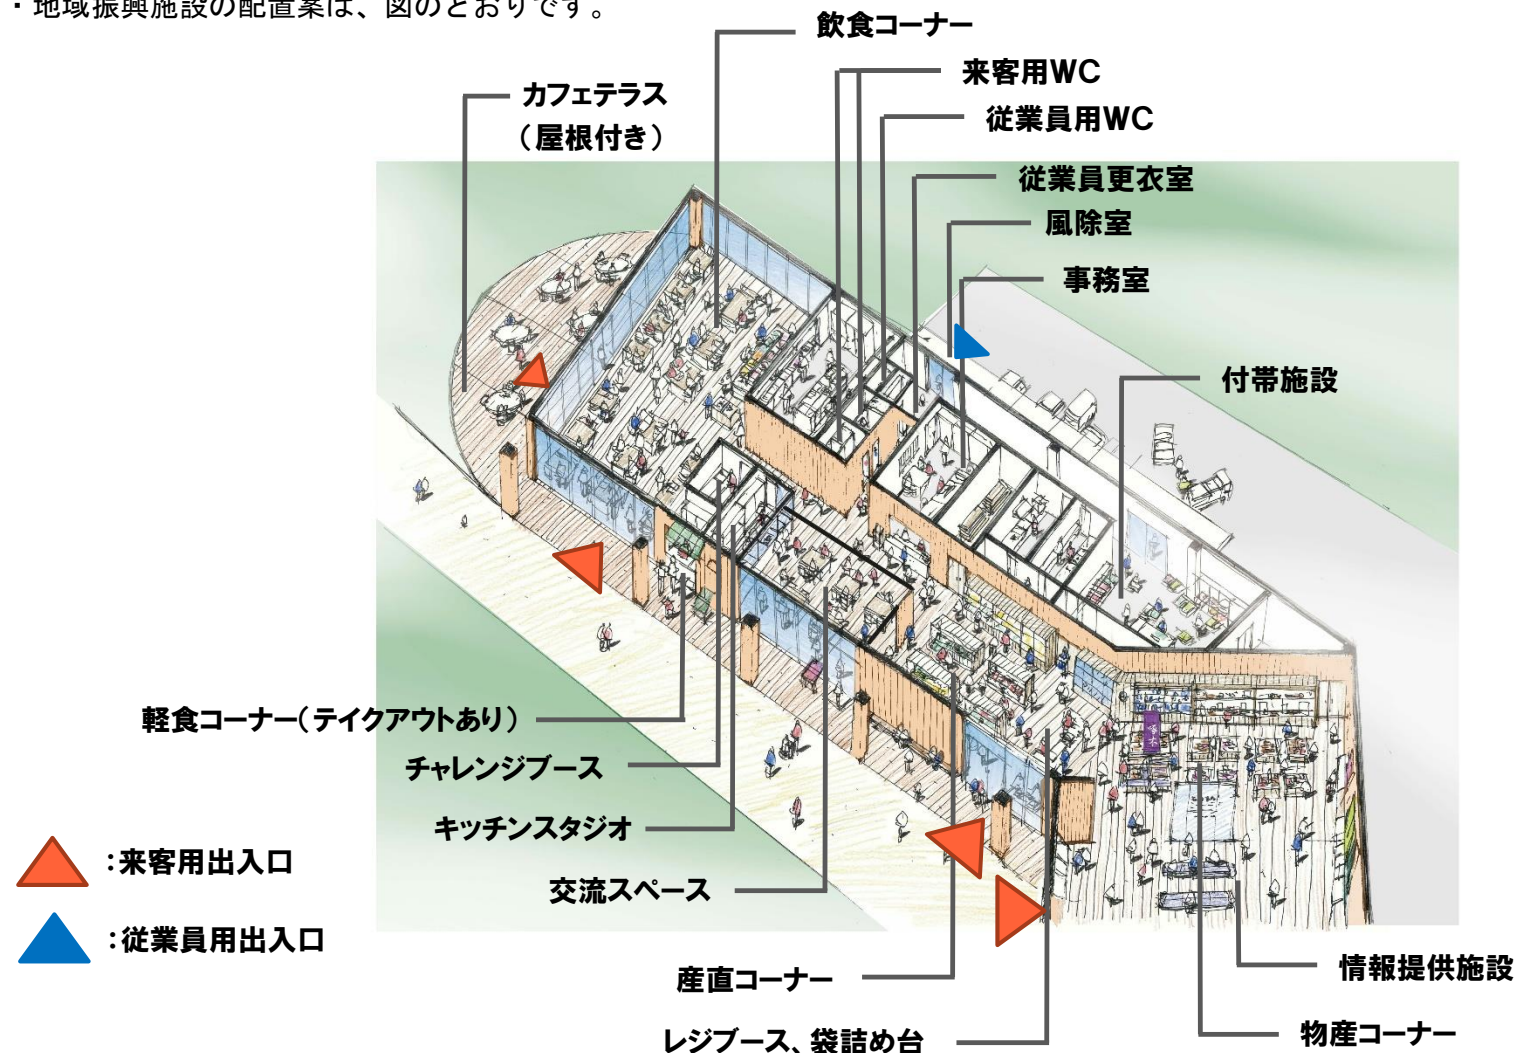 ・地域振興施設の配置案は、図のとおりです。
飲食コーナー
来客用WC
カフェテラス
（屋根付き）
従業員用WC
従業員更衣室
風除室
事務室
付帯施設
軽食コーナー（テイクアウトあり）
チャレンジブース
キッチンスタジオ
：来客用出入口
交流スペース
：従業員用出入口
産直コーナー
情報提供施設
レジブース、袋詰め台
物産コーナー